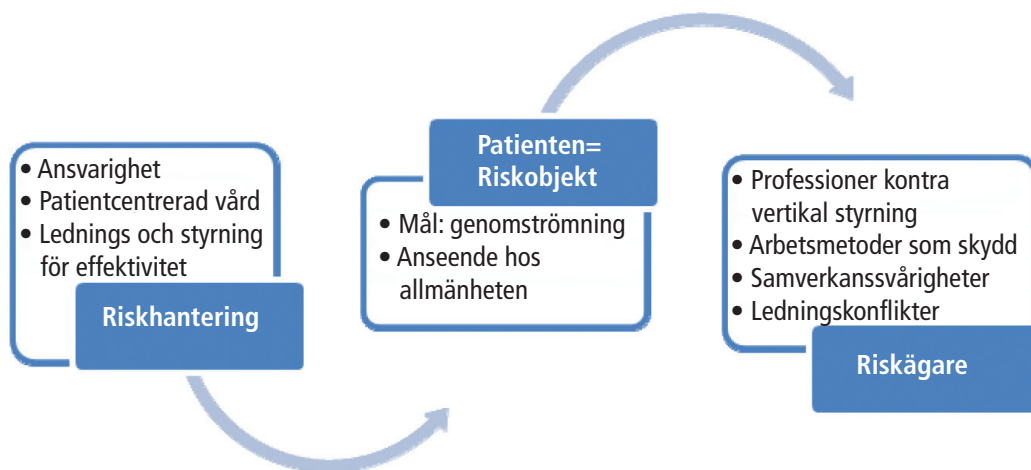 • Ansvarighet
• Patientcentrerad vård
• Lednings och styrning
för effektivitet
Riskhantering
Patienten=
Riskobjekt
• Mål: genomströmning
• Anseende hos
allmänheten
• Professioner kontra
vertikal styrning
• Arbetsmetoder som skydd
• Samverkanssvårigheter
• Ledningskonflikter
Riskägare